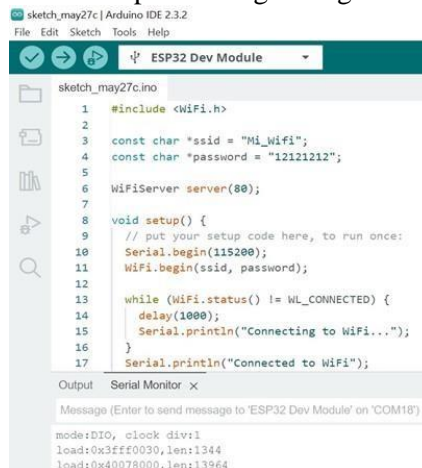 sketch_may27c | Arduino IDE 2.3.2
File Edit Sketch Tools Help
ESP32 Dev Module
sketch_may27c.ino
1 #include <WiFi.h>
2
3 const char *ssid = "Mi_Wifi";
4 const char *password = "12121212";
5
6 WiFiServer server(80);
7
8 void setup() {
9 // put your setup code here, to run once:
10 Serial.begin(115200);
11 WiFi.begin(ssid, password);
12
13 while (WiFi.status() != WL_CONNECTED) {
14 delay(1000);
15 Serial.println("Connecting to WiFi...");
16 }
17 Serial.println("Connected to WiFi");
Output Serial Monitor ×
Message (Enter to send message to 'ESP32 Dev Module' on 'COM18')
mode:DIO, clock div:1
load:0x3fff0030,len:1344
load:0x40078000,len:13964